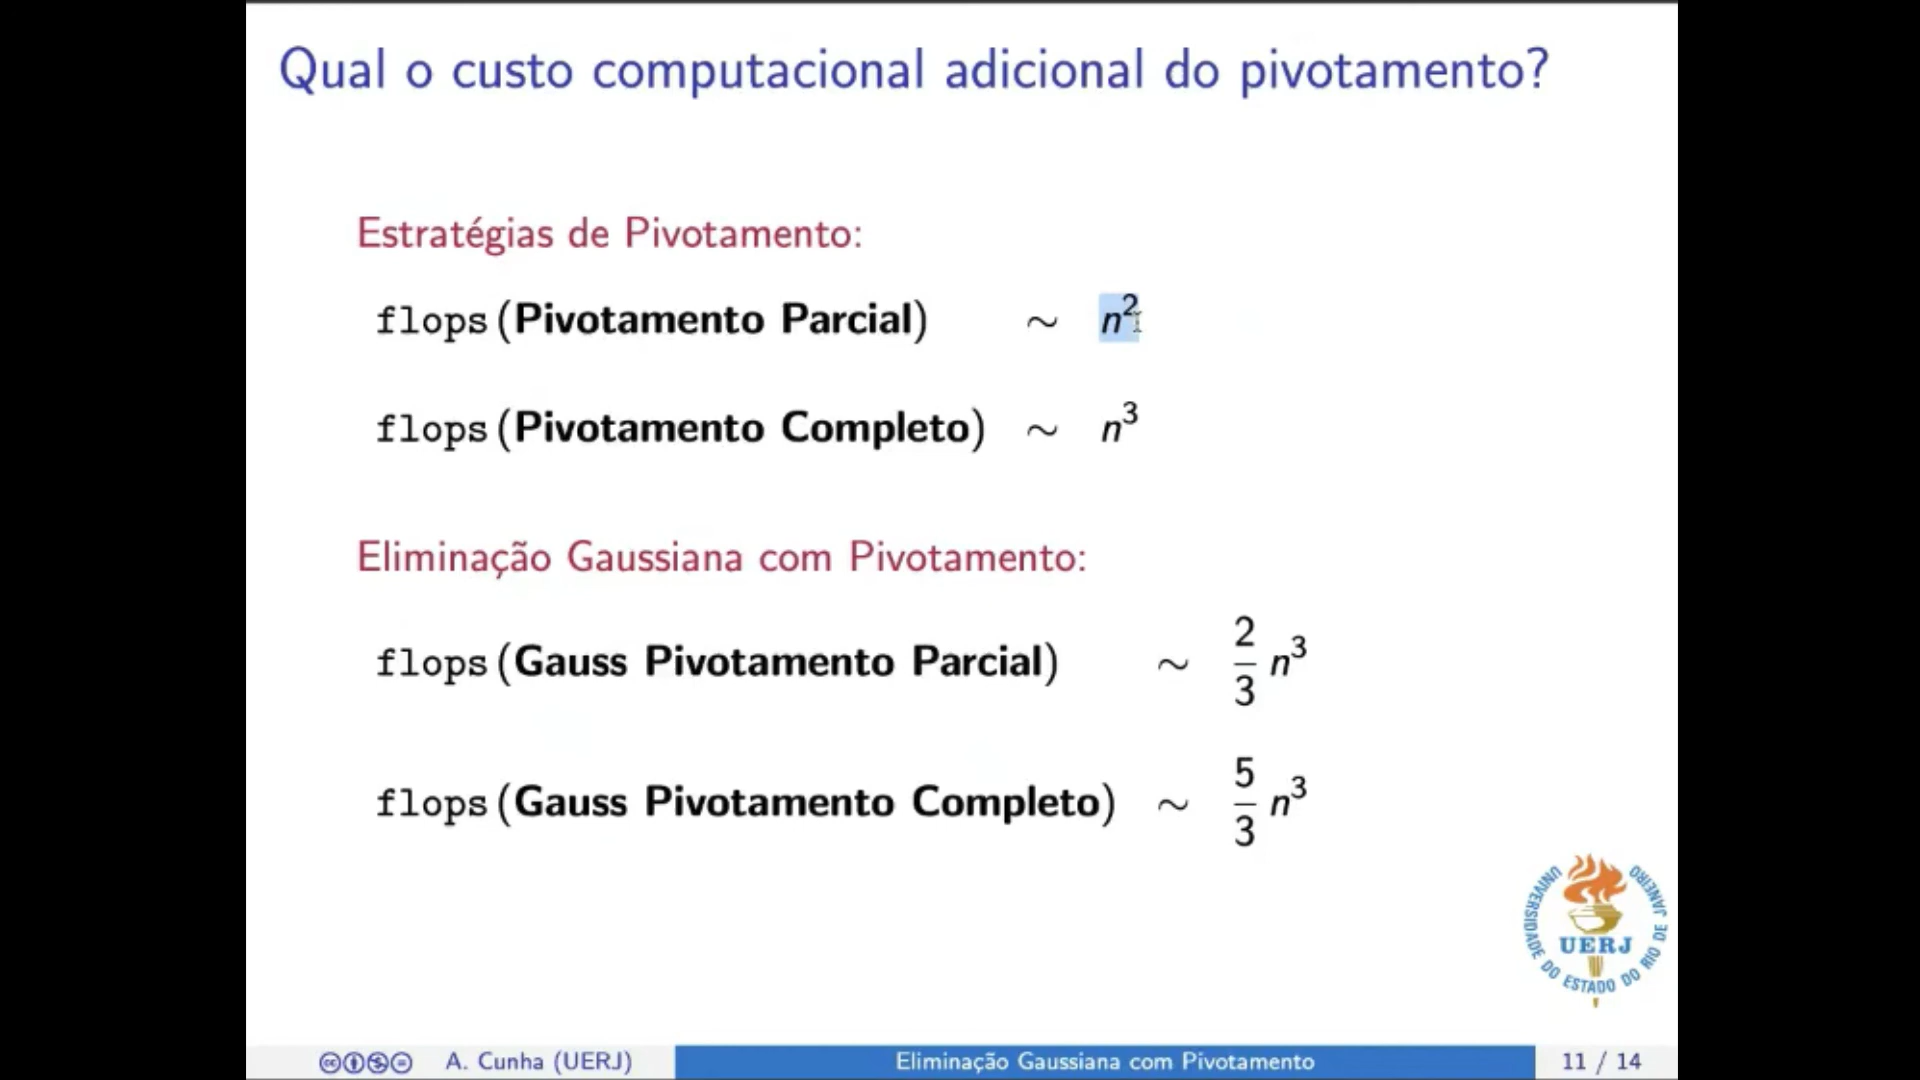 Qual o custo computacional adicional do pivotamento?
Estratégias de Pivotamento:
flops(Pivotamento Parcial) ~ n²
flops(Pivotamento Completo) ~ n³
Eliminação Gaussiana com Pivotamento:
flops(Gauss Pivotamento Parcial) ~ 2/3 n³
flops(Gauss Pivotamento Completo) ~ 5/3 n³
UERJ
UNIVERSIDADE DO ESTADO DO RIO DE JANEIRO
A. Cunha (UERJ) Eliminação Gaussiana com Pivotamento 11 / 14